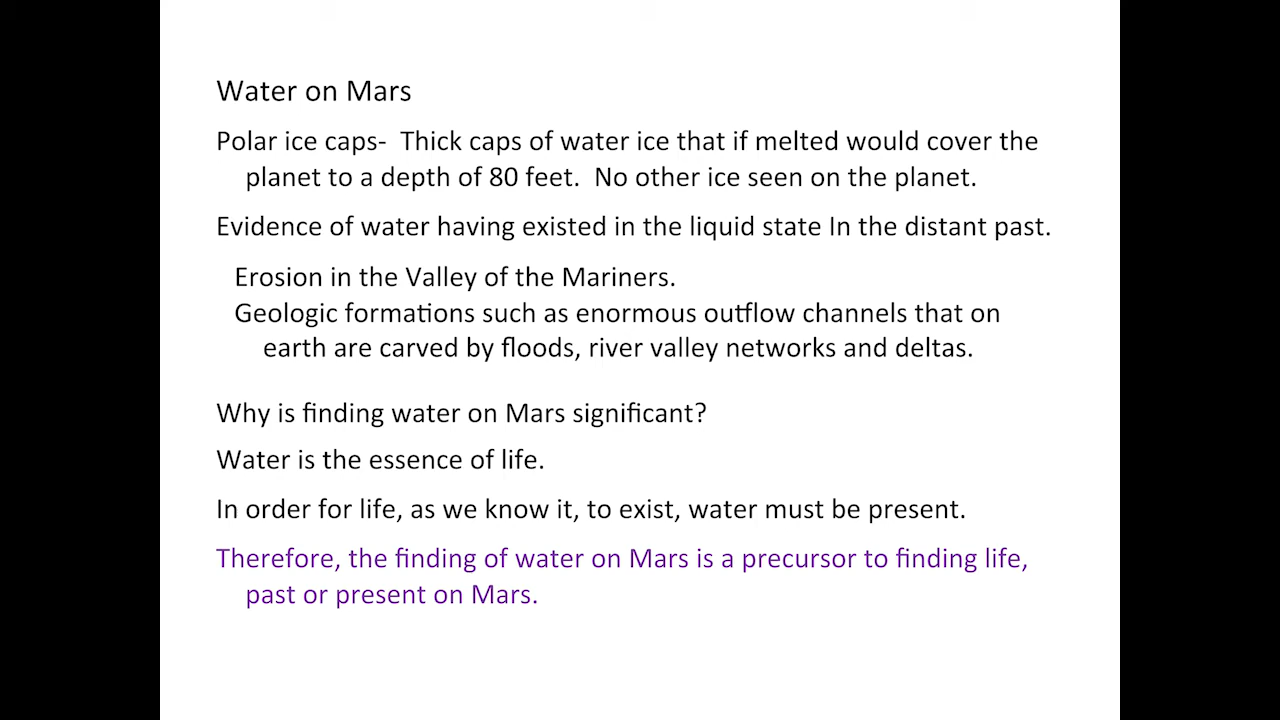 Water on Mars
Polar ice caps-  Thick caps of water ice that if melted would cover the
planet to a depth of 80 feet.  No other ice seen on the planet.
Evidence of water having existed in the liquid state In the distant past.
Erosion in the Valley of the Mariners.
Geologic formations such as enormous outflow channels that on
earth are carved by floods, river valley networks and deltas.
Why is finding water on Mars significant?
Water is the essence of life.
In order for life, as we know it, to exist, water must be present.
Therefore, the finding of water on Mars is a precursor to finding life,
past or present on Mars.